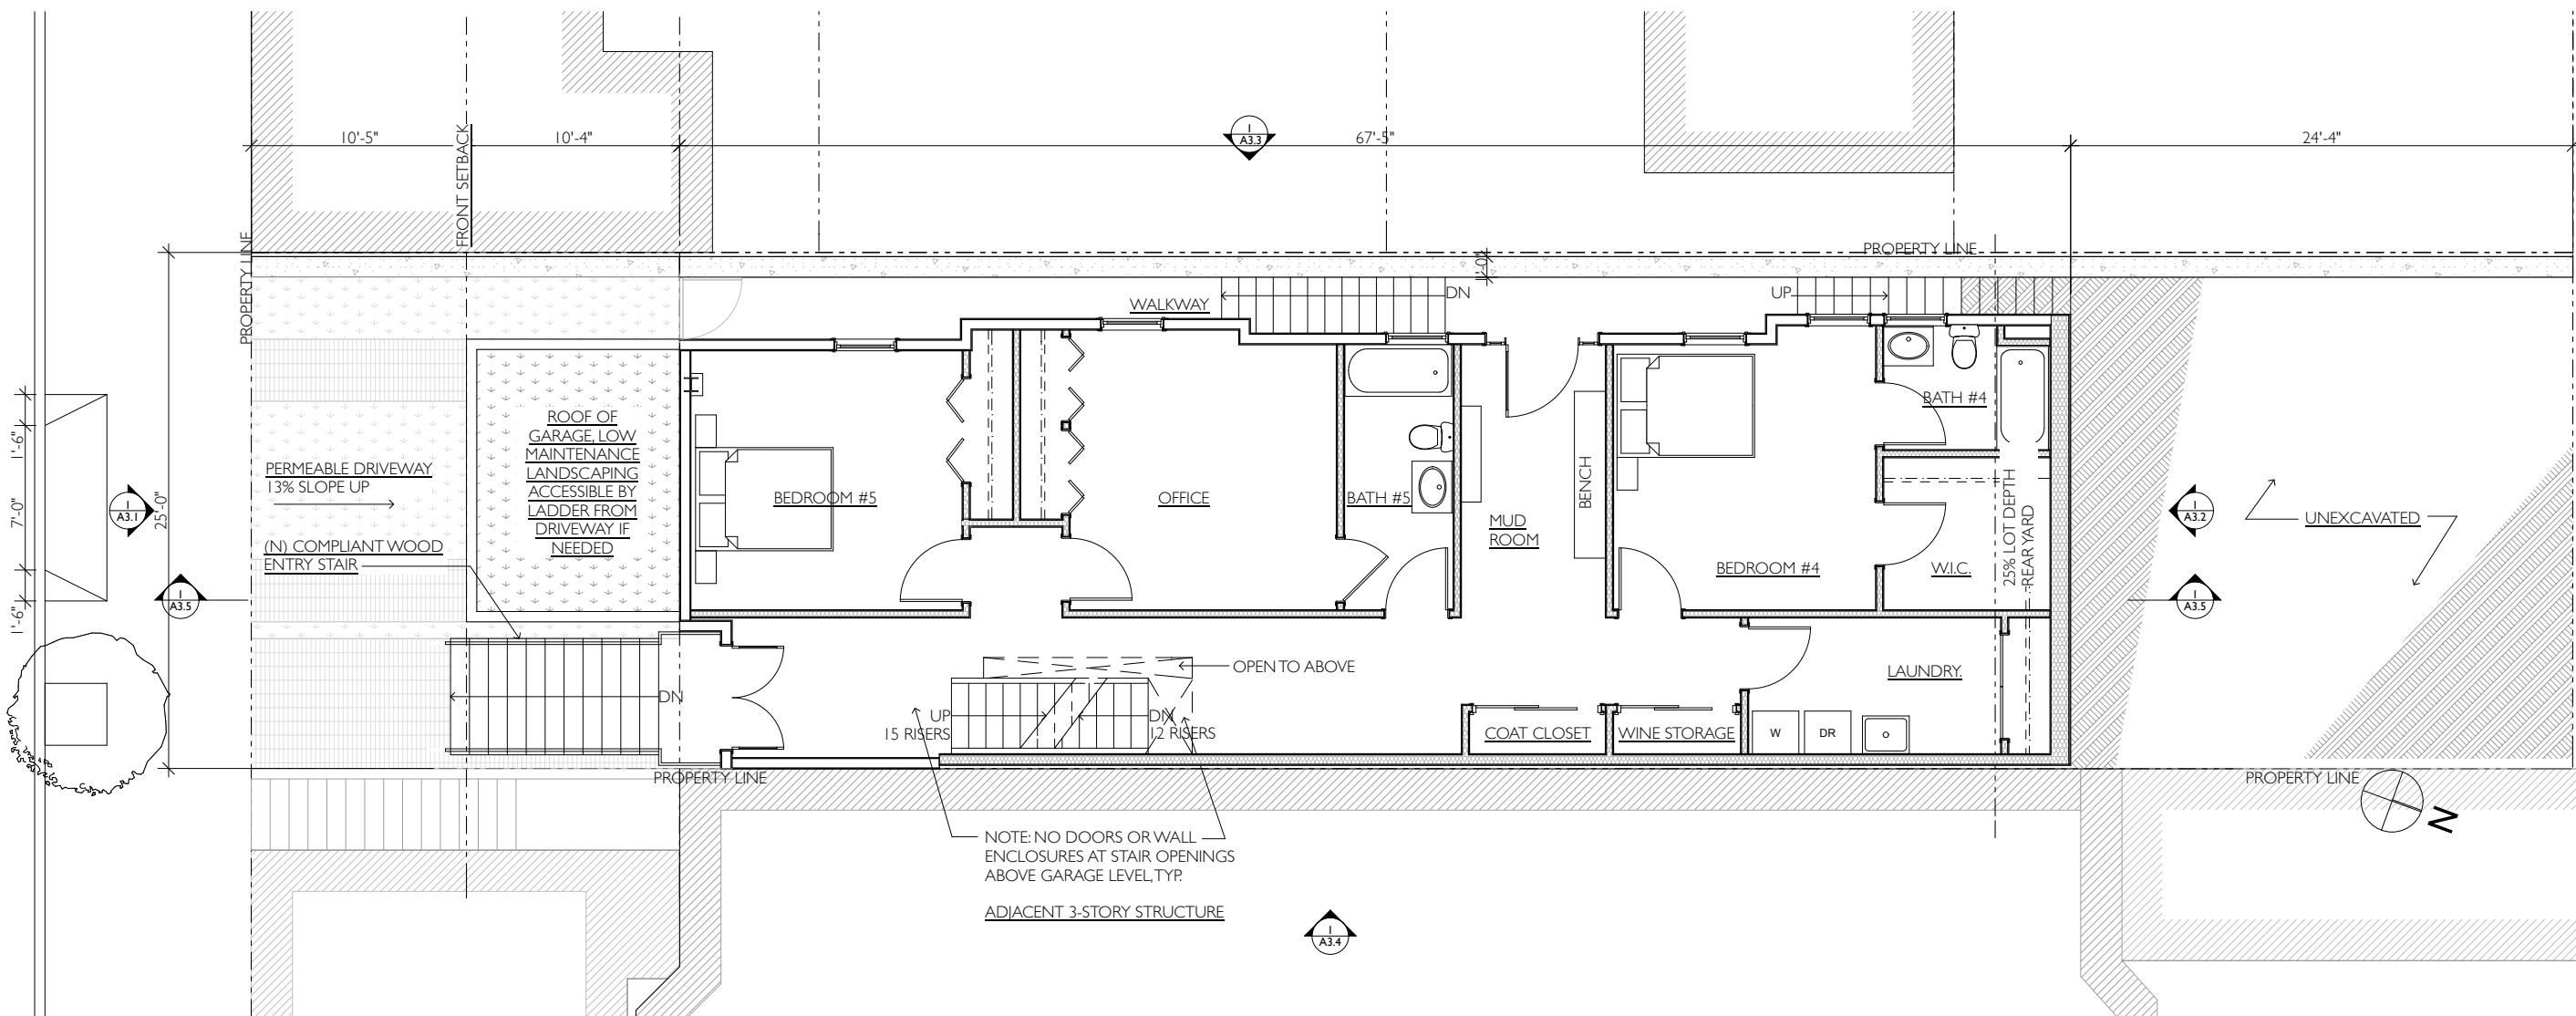 10'-5"
10'-4"
67'-5"
24'-4"
FRONT SETBACK
1
A3.3
PROPERTY LINE
PROPERTY LINE
1'-0"
WALKWAY
DN
UP
1'-6"
7'-0"
1'-6"
25'-0"
1
A3.1
1
A3.5
PERMEABLE DRIVEWAY
13% SLOPE UP
(N) COMPLIANT WOOD
ENTRY STAIR
ROOF OF
GARAGE, LOW
MAINTENANCE
LANDSCAPING
ACCESSIBLE BY
LADDER FROM
DRIVEWAY IF
NEEDED
BEDROOM #5
OFFICE
BATH #5
MUD
ROOM
BENCH
BEDROOM #4
BATH #4
W.I.C.
25% LOT DEPTH
REAR YARD
1
A3.2
UNEXCAVATED
1
A3.5
DN
OPEN TO ABOVE
UP
15 RISERS
DN
12 RISERS
COAT CLOSET
WINE STORAGE
LAUNDRY.
W
DR
PROPERTY LINE
PROPERTY LINE
N
NOTE: NO DOORS OR WALL
ENCLOSURES AT STAIR OPENINGS
ABOVE GARAGE LEVEL, TYP.
ADJACENT 3-STORY STRUCTURE
1
A3.4